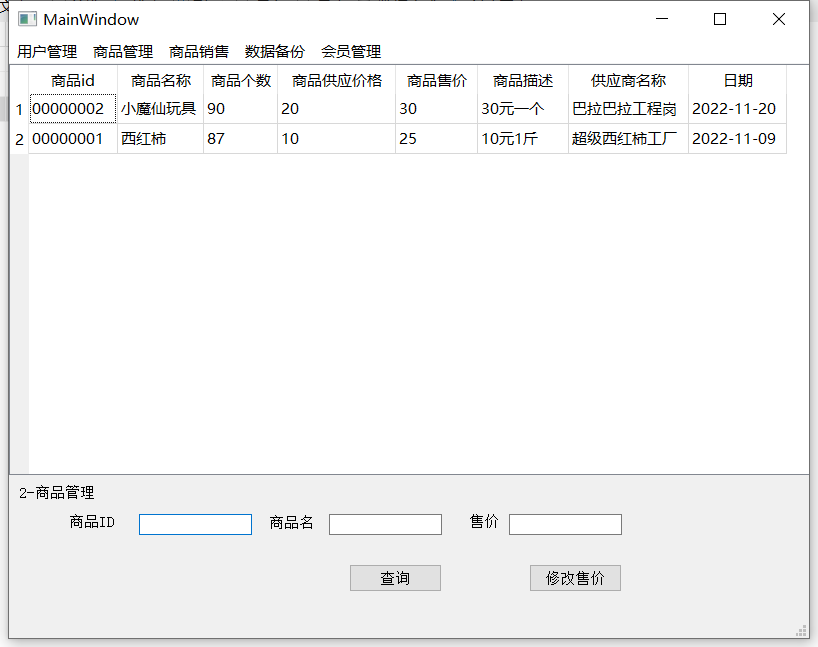 MainWindow
用户管理 商品管理 商品销售 数据备份 会员管理
商品id 商品名称 商品个数 商品供应价格 商品售价 商品描述 供应商名称 日期
1 00000002 小魔仙玩具 90 20 30 30元一个 巴拉巴拉工程岗 2022-11-20
2 00000001 西红柿 87 10 25 10元1斤 超级西红柿工厂 2022-11-09
2-商品管理
商品ID 商品名 售价
查询 修改售价